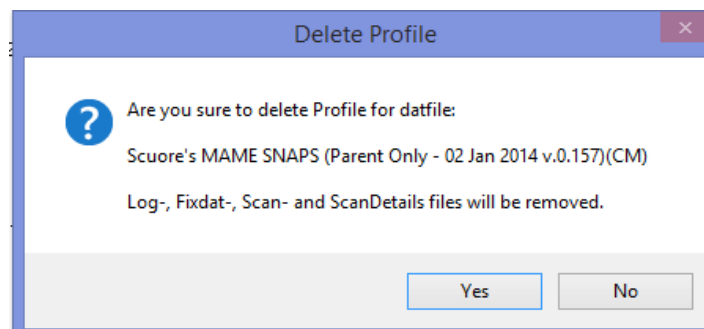 Delete Profile
Are you sure to delete Profile for datfile:
Scuore's MAME SNAPS (Parent Only - 02 Jan 2014 v.0.157)(CM)
Log-, Fixdat-, Scan- and ScanDetails files will be removed.
Yes
No